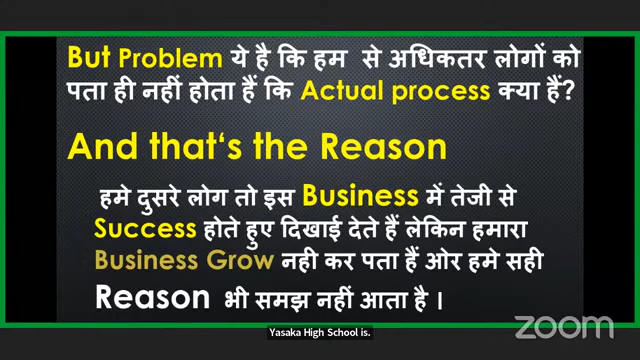 But Problem ये है कि हम से अधिकतर लोगों को
पता ही नहीं होता हैं कि Actual process क्या हैं?
And that's the Reason
हमे दुसरे लोग तो इस Business में तेजी से
Success होते हुए दिखाई देते हैं लेकिन हमारा
Business Grow नही कर पता हैं ओर हमे सही
Reason भी समझ नहीं आता है ।
Yasaka High School is.
zoom